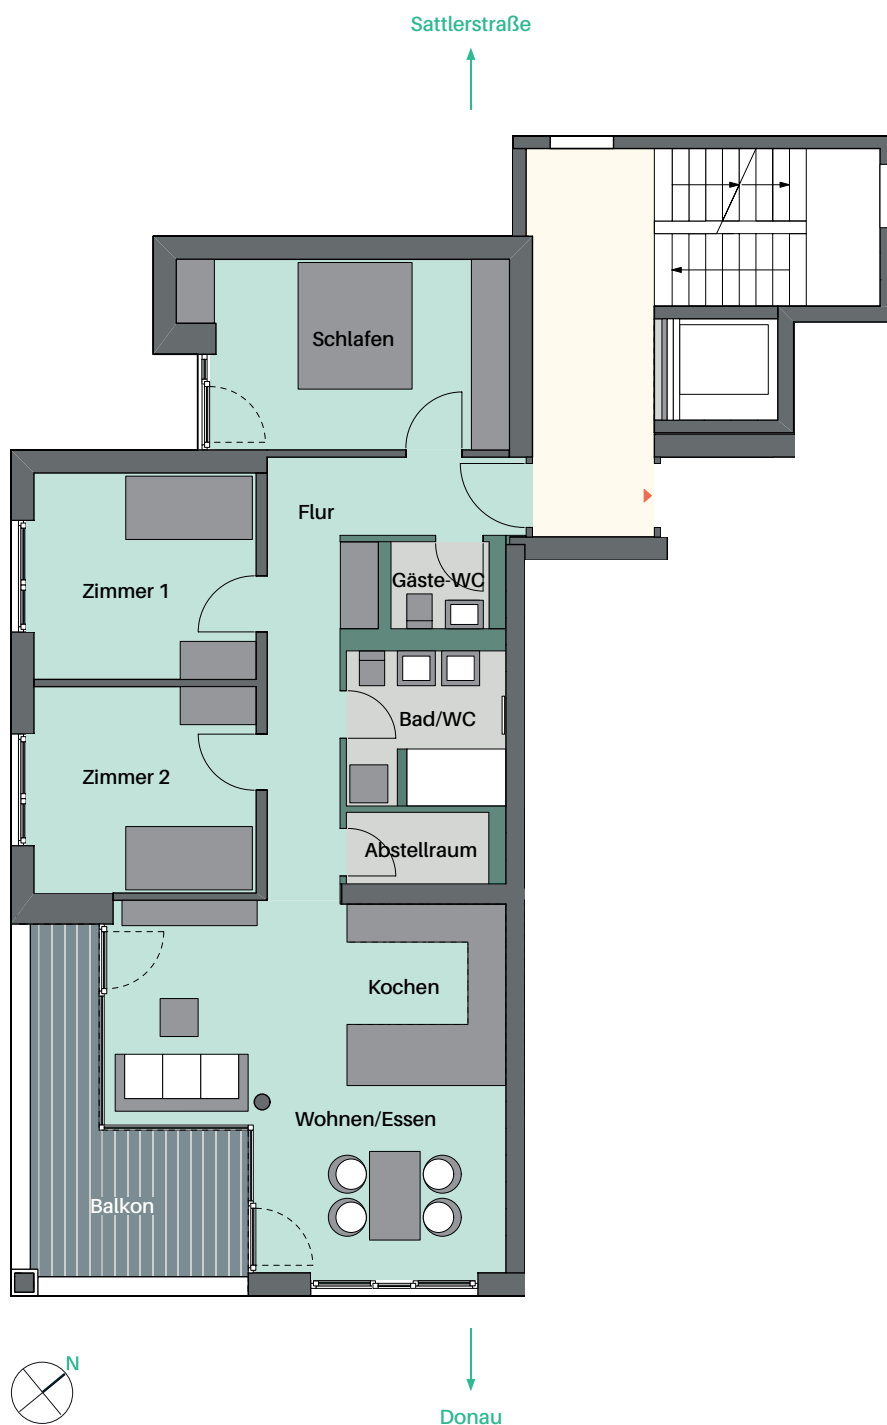 Sattlerstraße
Schlafen
Flur
Gäste-WC
Zimmer 1
Bad/WC
Zimmer 2
Abstellraum
Kochen
Wohnen/Essen
Balkon
N
Donau